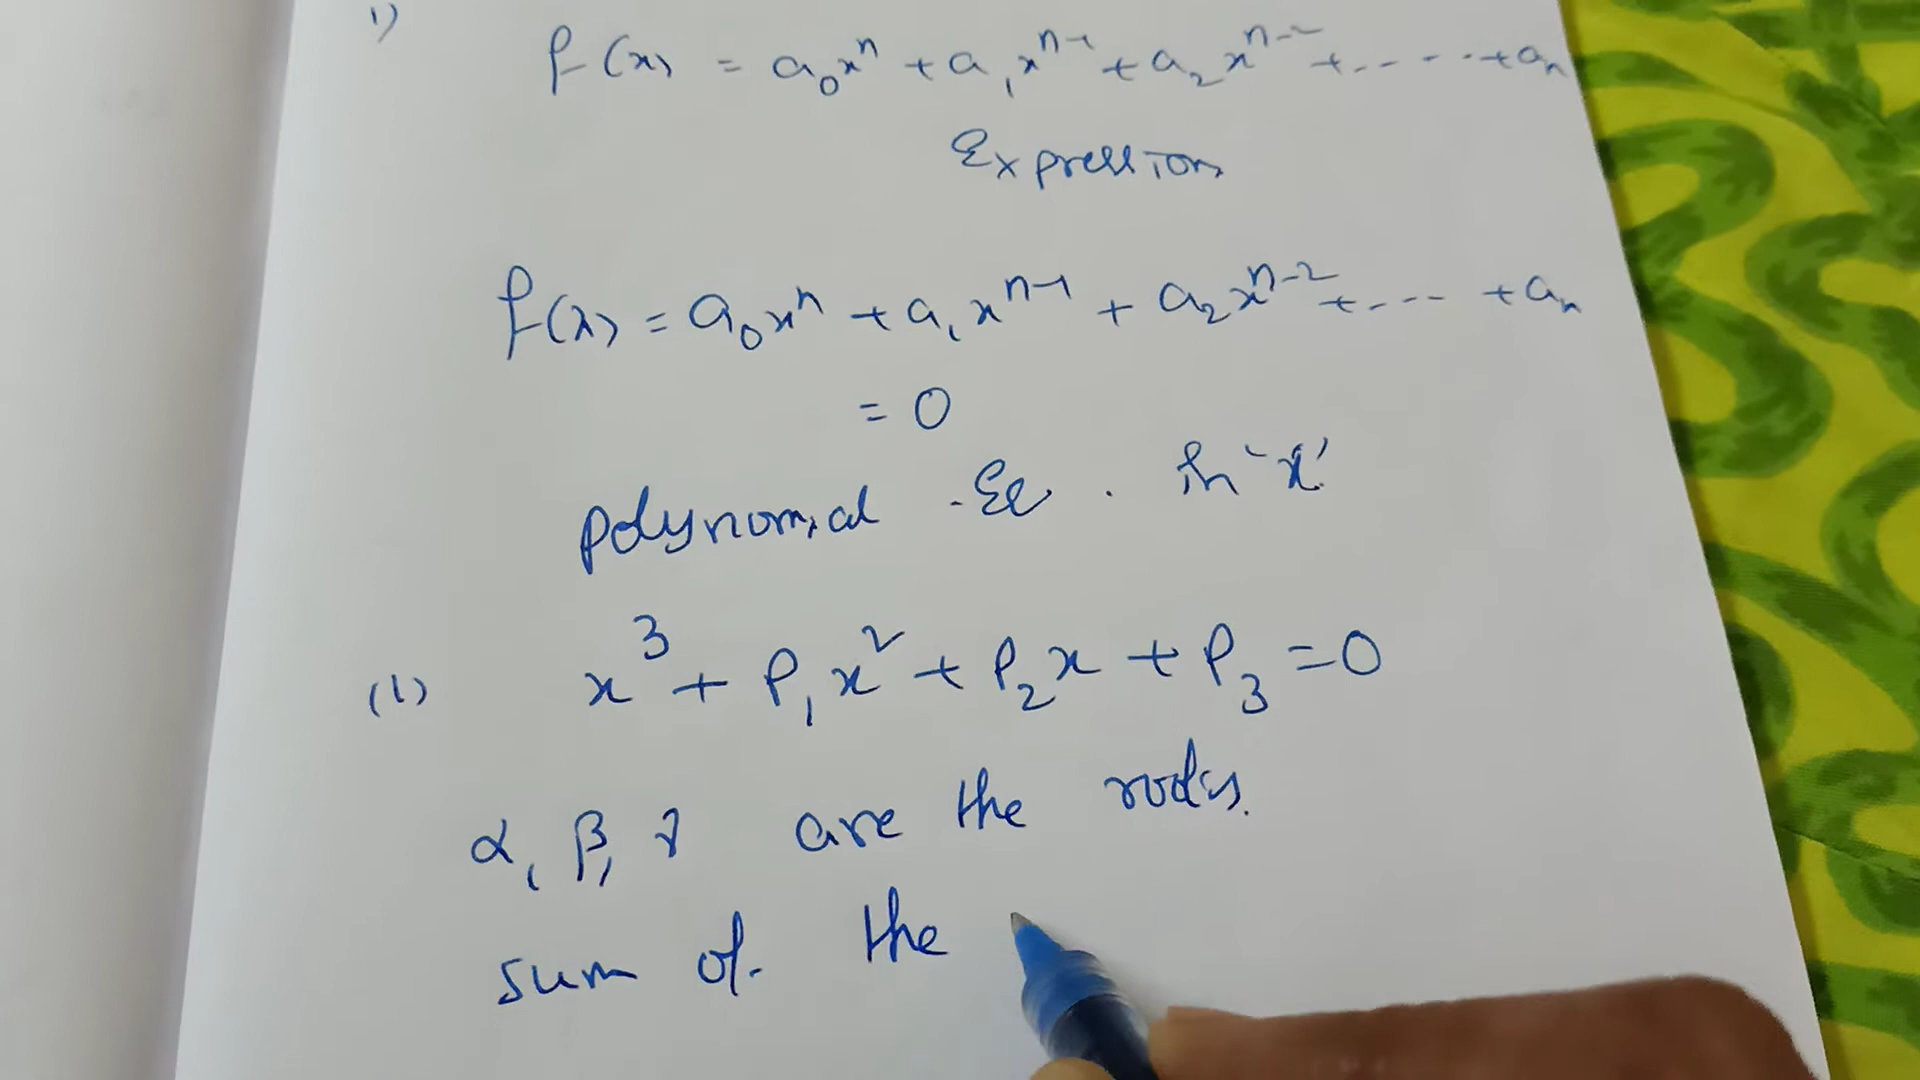 1)
f(x) = a₀xⁿ + a₁xⁿ⁻¹ + a₂xⁿ⁻² + ..... + aₙ
Expression
f(x) = a₀xⁿ + a₁xⁿ⁻¹ + a₂xⁿ⁻² + .... + aₙ
= 0
polynomial Eq. in 'x'
(1) x³ + P₁x² + P₂x + P₃ = 0
α, β, γ are the roots.
sum of the